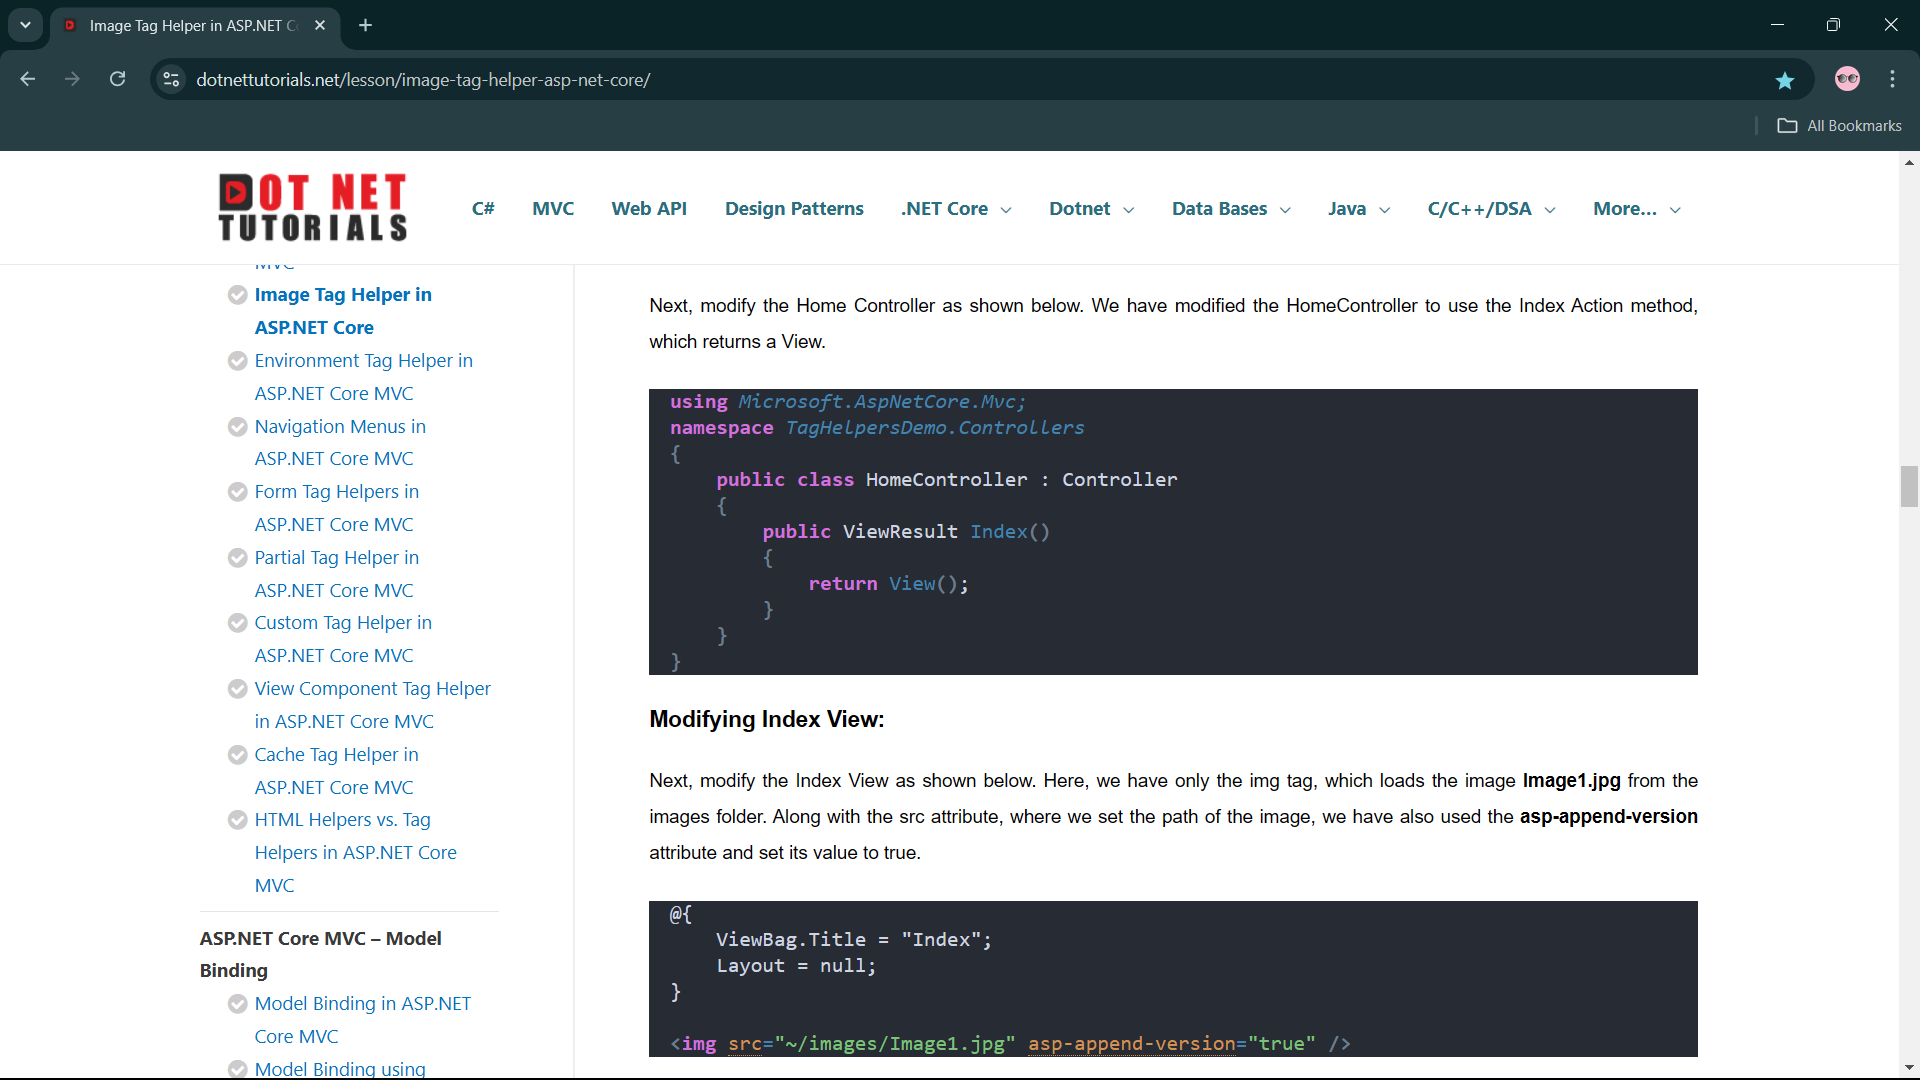 Image Tag Helper in ASP.NET C
dotnettutorials.net/lesson/image-tag-helper-asp-net-core/
All Bookmarks
DOT NET
TUTORIALS
C# MVC Web API Design Patterns .NET Core Dotnet Data Bases Java C/C++/DSA More...
MVC
Image Tag Helper in
ASP.NET Core
Environment Tag Helper in
ASP.NET Core MVC
Navigation Menus in
ASP.NET Core MVC
Form Tag Helpers in
ASP.NET Core MVC
Partial Tag Helper in
ASP.NET Core MVC
Custom Tag Helper in
ASP.NET Core MVC
View Component Tag Helper
in ASP.NET Core MVC
Cache Tag Helper in
ASP.NET Core MVC
HTML Helpers vs. Tag
Helpers in ASP.NET Core
MVC
ASP.NET Core MVC – Model
Binding
Model Binding in ASP.NET
Core MVC
Model Binding using
Next, modify the Home Controller as shown below. We have modified the HomeController to use the Index Action method,
which returns a View.
using Microsoft.AspNetCore.Mvc;
namespace TagHelpersDemo.Controllers
{
public class HomeController : Controller
{
public ViewResult Index()
{
return View();
}
}
}
Modifying Index View:
Next, modify the Index View as shown below. Here, we have only the img tag, which loads the image Image1.jpg from the
images folder. Along with the src attribute, where we set the path of the image, we have also used the asp-append-version
attribute and set its value to true.
@{
ViewBag.Title = "Index";
Layout = null;
}
<img src="~/images/Image1.jpg" asp-append-version="true" />